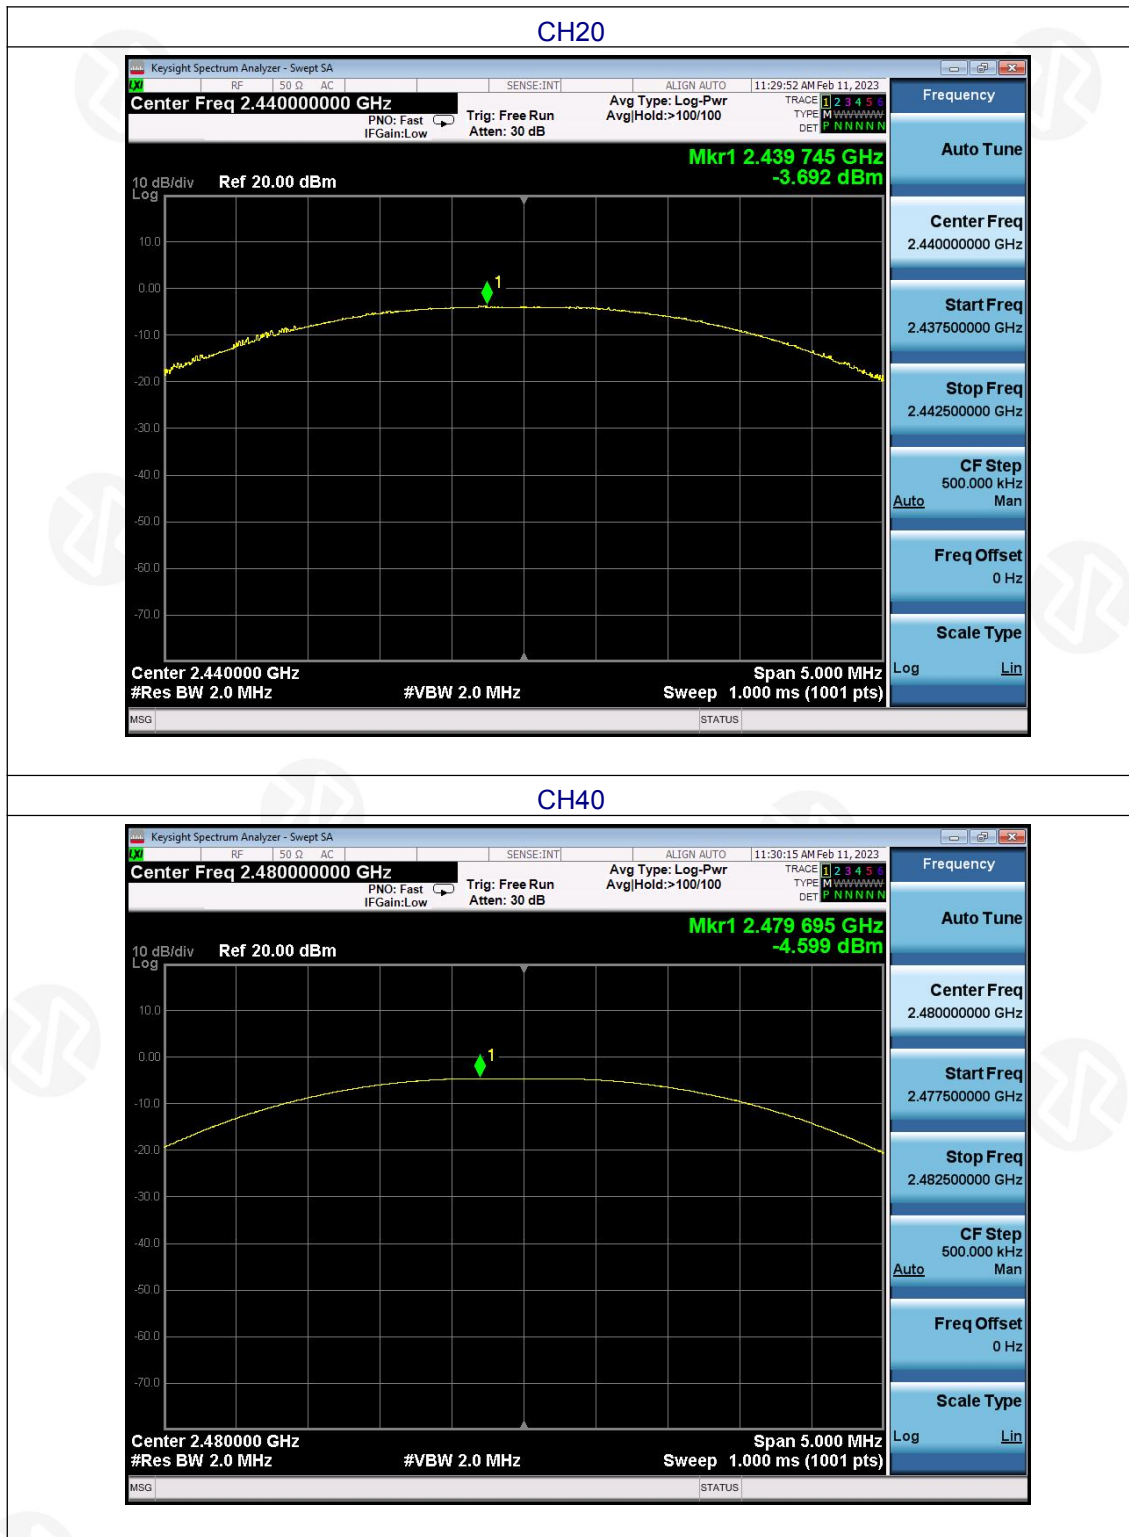 CH20
Keysight Spectrum Analyzer - Swept SA
LXI RF 50 Ω AC SENSE:INT ALIGN AUTO 11:29:52 AM Feb 11, 2023
Center Freq 2.440000000 GHz
PNO: Fast
IFGain:Low
Trig: Free Run
Atten: 30 dB
Avg Type: Log-Pwr
Avg|Hold:>100/100
TRACE 1 2 3 4 5 6
TYPE M WWWWW
DET P N N N N N
Mkr1 2.439 745 GHz
-3.692 dBm
10 dB/div Ref 20.00 dBm
Log
10.0
0.00
1
-10.0
-20.0
-30.0
-40.0
-50.0
-60.0
-70.0
Center 2.440000 GHz Span 5.000 MHz
#Res BW 2.0 MHz #VBW 2.0 MHz Sweep 1.000 ms (1001 pts)
MSG STATUS
Frequency
Auto Tune
Center Freq
2.440000000 GHz
Start Freq
2.437500000 GHz
Stop Freq
2.442500000 GHz
CF Step
500.000 kHz
Auto Man
Freq Offset
0 Hz
Scale Type
Log Lin
CH40
Keysight Spectrum Analyzer - Swept SA
LXI RF 50 Ω AC SENSE:INT ALIGN AUTO 11:30:15 AM Feb 11, 2023
Center Freq 2.480000000 GHz
PNO: Fast
IFGain:Low
Trig: Free Run
Atten: 30 dB
Avg Type: Log-Pwr
Avg|Hold:>100/100
TRACE 1 2 3 4 5 6
TYPE M WWWWW
DET P N N N N N
Mkr1 2.479 695 GHz
-4.599 dBm
10 dB/div Ref 20.00 dBm
Log
10.0
0.00
1
-10.0
-20.0
-30.0
-40.0
-50.0
-60.0
-70.0
Center 2.480000 GHz Span 5.000 MHz
#Res BW 2.0 MHz #VBW 2.0 MHz Sweep 1.000 ms (1001 pts)
MSG STATUS
Frequency
Auto Tune
Center Freq
2.480000000 GHz
Start Freq
2.477500000 GHz
Stop Freq
2.482500000 GHz
CF Step
500.000 kHz
Auto Man
Freq Offset
0 Hz
Scale Type
Log Lin